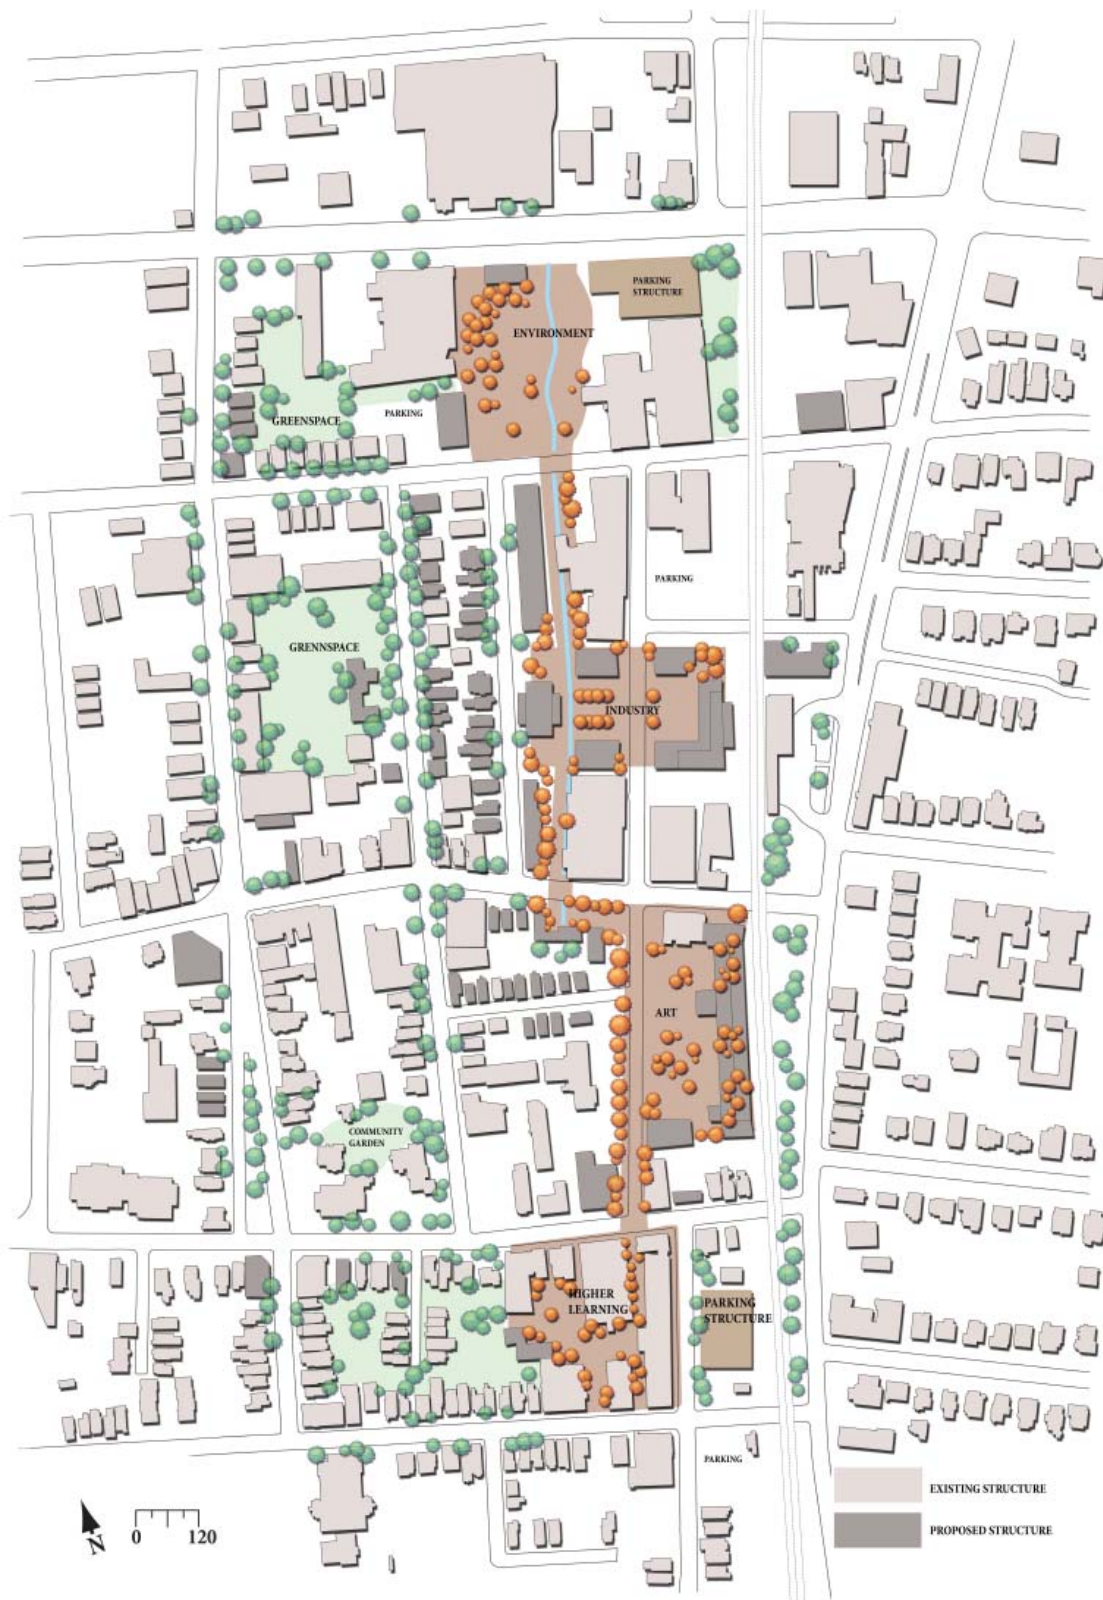 PARKING
STRUCTURE
ENVIRONMENT
PARKING
GREENSPACE
PARKING
GRENNSPACE
INDUSTRY
ART
COMMUNITY
GARDEN
HIGHER
LEARNING
PARKING
STRUCTURE
PARKING
EXISTING STRUCTURE
PROPOSED STRUCTURE
N
0 120